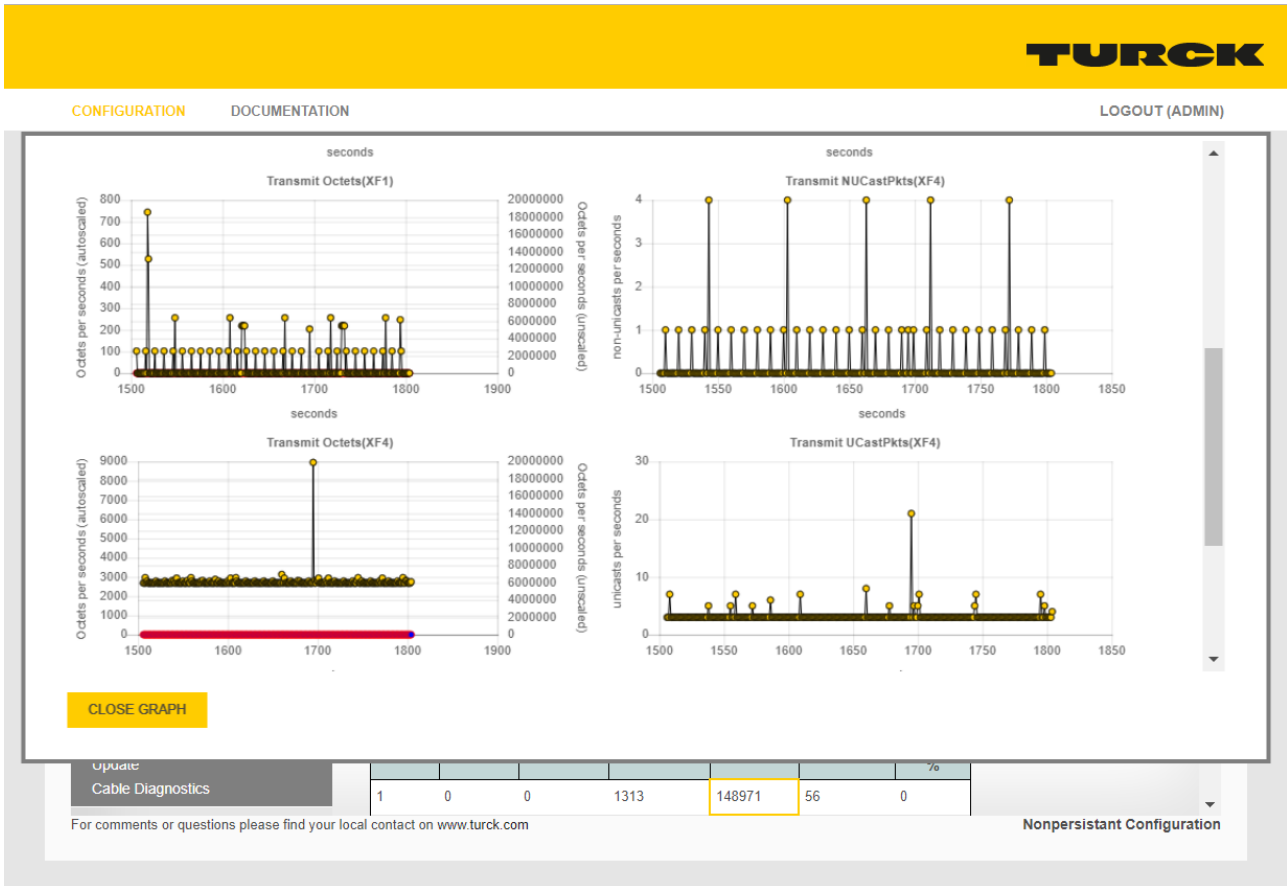 TURCK
CONFIGURATION DOCUMENTATION LOGOUT (ADMIN)
seconds seconds
Transmit Octets(XF1)
Octets per seconds (autoscaled)
800
700
600
500
400
300
200
100
0
20000000
18000000
16000000
14000000
12000000
10000000
8000000
6000000
4000000
2000000
0
Octets per seconds (unscaled)
1500 1600 1700 1800 1900
seconds
Transmit NUCastPkts(XF4)
non-unicasts per seconds
4
3
2
1
0
1500 1550 1600 1650 1700 1750 1800 1850
seconds
Transmit Octets(XF4)
Octets per seconds (autoscaled)
9000
8000
7000
6000
5000
4000
3000
2000
1000
0
20000000
18000000
16000000
14000000
12000000
10000000
8000000
6000000
4000000
2000000
0
Octets per seconds (unscaled)
1500 1600 1700 1800 1900
Transmit UCastPkts(XF4)
unicasts per seconds
30
20
10
0
1500 1550 1600 1650 1700 1750 1800 1850
CLOSE GRAPH
Update %
Cable Diagnostics
1 0 0 1313 148971 56 0
For comments or questions please find your local contact on www.turck.com Nonpersistant Configuration